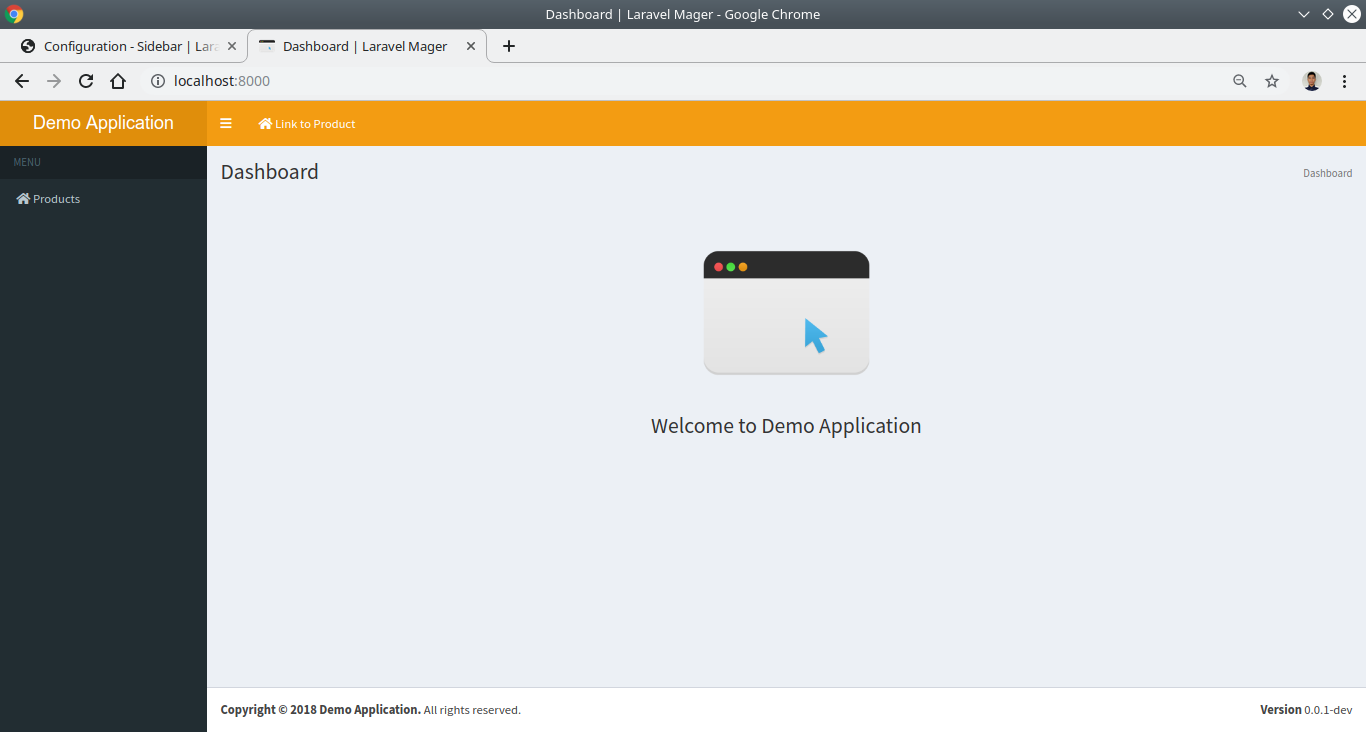 Dashboard | Laravel Mager - Google Chrome
Configuration - Sidebar | Lara
Dashboard | Laravel Mager
localhost:8000
Demo Application
Link to Product
MENU
Products
Dashboard
Dashboard
Welcome to Demo Application
Copyright © 2018 Demo Application. All rights reserved.
Version 0.0.1-dev